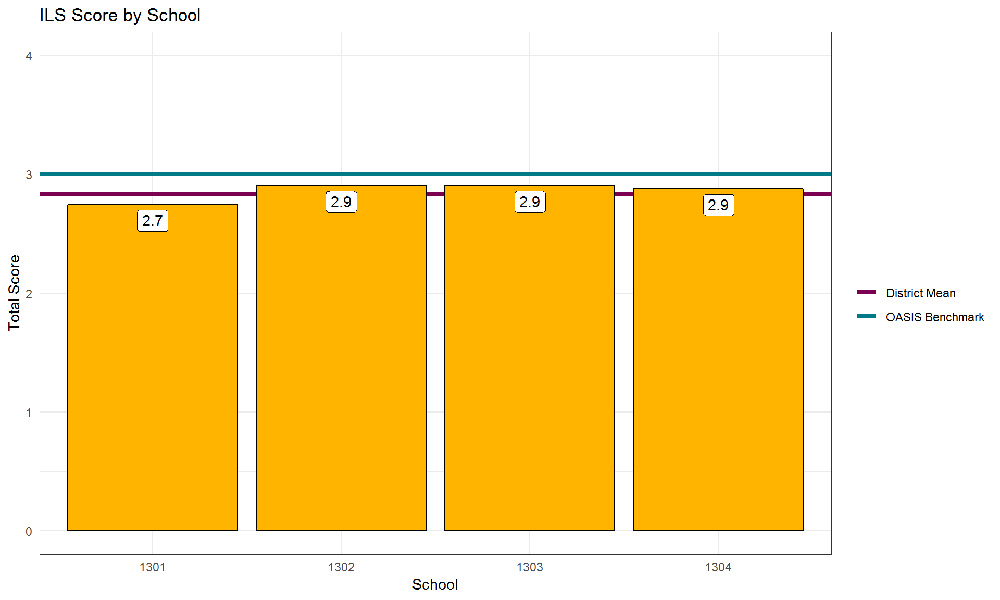 ILS Score by School
4
3
2
1
0
Total Score
2.7
2.9
2.9
2.9
1301
1302
1303
1304
School
District Mean
OASIS Benchmark